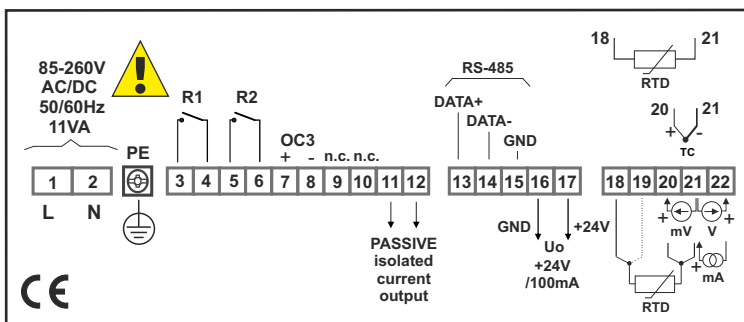 85-260V
AC/DC
50/60Hz
11VA
PE
R1
R2
OC3
+ -
n.c. n.c.
RS-485
DATA+
DATA-
GND
18 21
RTD
20 21
+ -
TC
1 2
3 4 5 6 7 8 9 10 11 12
13 14 15 16 17
18 19 20 21 22
L N
PASSIVE
isolated
current
output
GND +24V
Uo
+24V
/100mA
+ mV V +
+ mA
RTD
CE